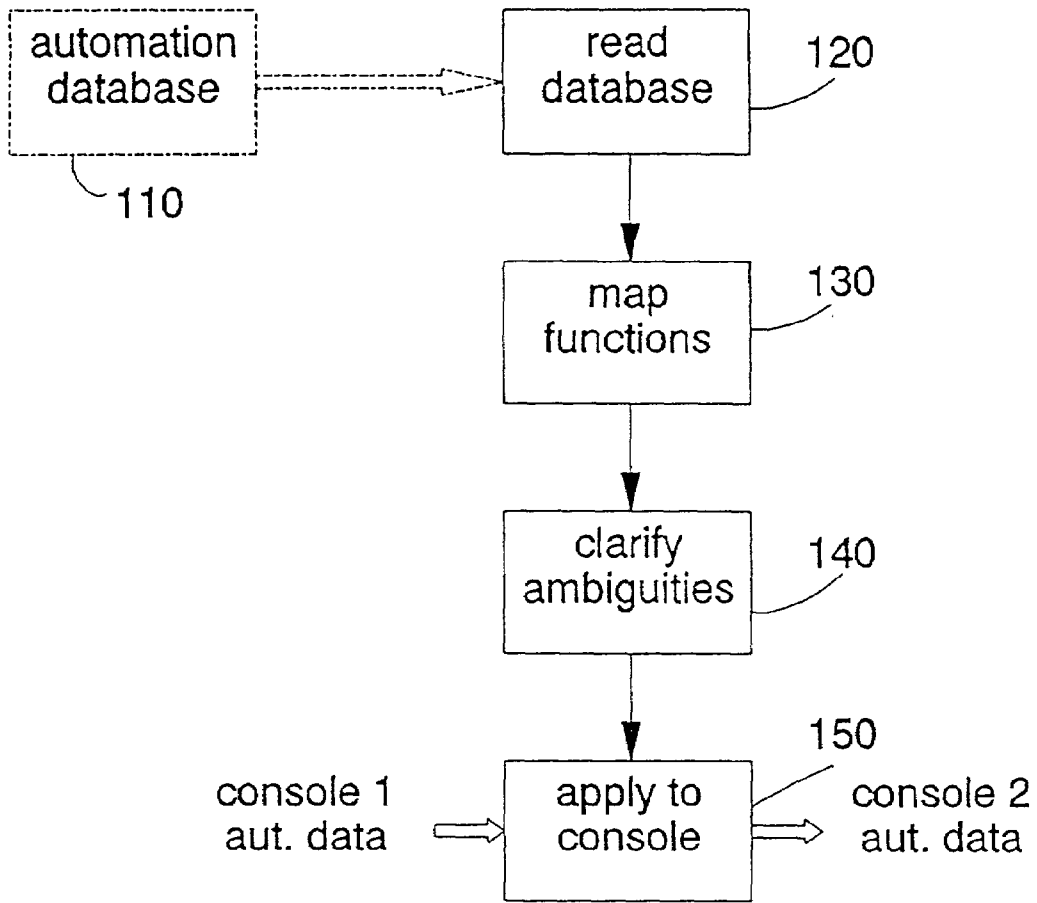 automation
database
110
read
database
120
map
functions
130
clarify
ambiguities
140
console 1
aut. data
apply to
console
150
console 2
aut. data